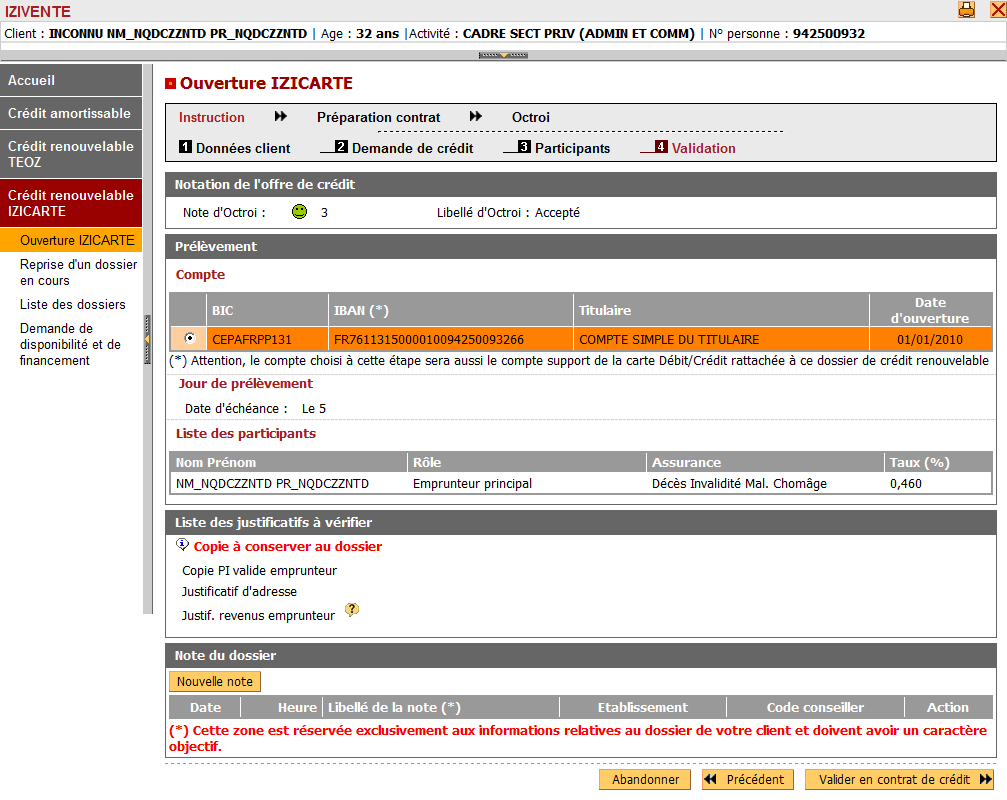 IZIVENTE
Client : INCONNU NM_NQDCZZNTD PR_NQDCZZNTD | Age : 32 ans |Activité : CADRE SECT PRIV (ADMIN ET COMM) | N° personne : 942500932
Accueil
Crédit amortissable
Crédit renouvelable
TEOZ
Crédit renouvelable
IZICARTE
Ouverture IZICARTE
Reprise d'un dossier
en cours
Liste des dossiers
Demande de
disponibilité et de
financement
Ouverture IZICARTE
Instruction Préparation contrat Octroi
1 Données client 2 Demande de crédit 3 Participants 4 Validation
Notation de l'offre de crédit
Note d'Octroi : 3 Libellé d'Octroi : Accepté
Prélèvement
Compte
BIC IBAN (*) Titulaire Date
d'ouverture
CEPAFRPP131 FR7611315000010094250093266 COMPTE SIMPLE DU TITULAIRE 01/01/2010
(*) Attention, le compte choisi à cette étape sera aussi le compte support de la carte Débit/Crédit rattachée à ce dossier de crédit renouvelable
Jour de prélèvement
Date d'échéance : Le 5
Liste des participants
Nom Prénom Rôle Assurance Taux (%)
NM_NQDCZZNTD PR_NQDCZZNTD Emprunteur principal Décès Invalidité Mal. Chomâge 0,460
Liste des justificatifs à vérifier
Copie à conserver au dossier
Copie PI valide emprunteur
Justificatif d'adresse
Justif. revenus emprunteur
Note du dossier
Nouvelle note
Date Heure Libellé de la note (*) Etablissement Code conseiller Action
(*) Cette zone est réservée exclusivement aux informations relatives au dossier de votre client et doivent avoir un caractère
objectif.
Abandonner Précédent Valider en contrat de crédit